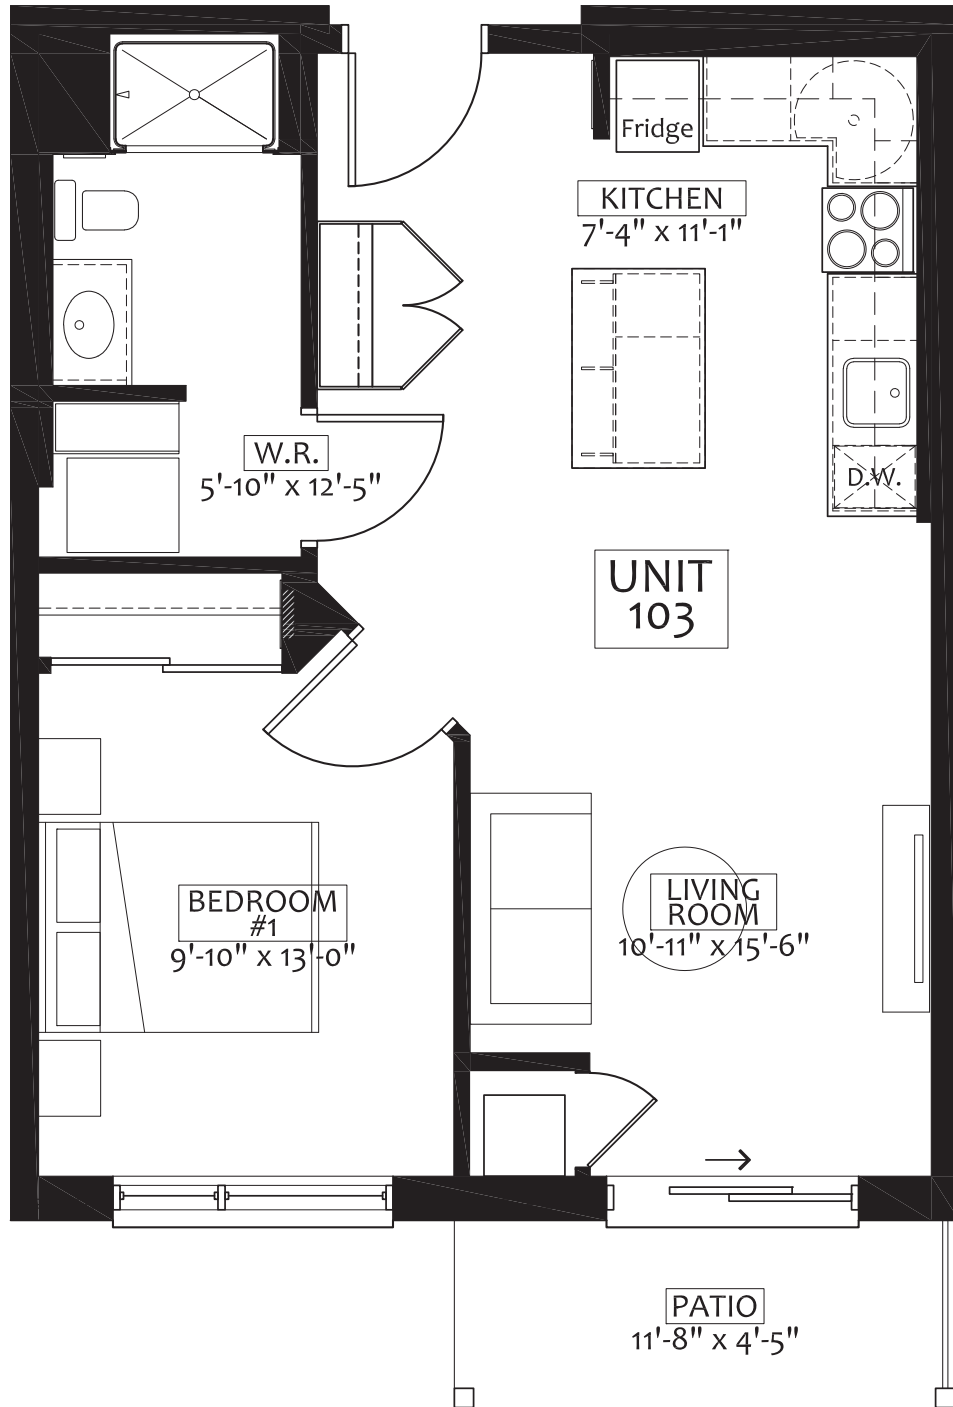 Fridge
KITCHEN
7'-4" x 11'-1"
W.R.
5'-10" x 12'-5"
D.W.
UNIT
103
BEDROOM
#1
9'-10" x 13'-0"
LIVING
ROOM
10'-11" x 15'-6"
PATIO
11'-8" x 4'-5"